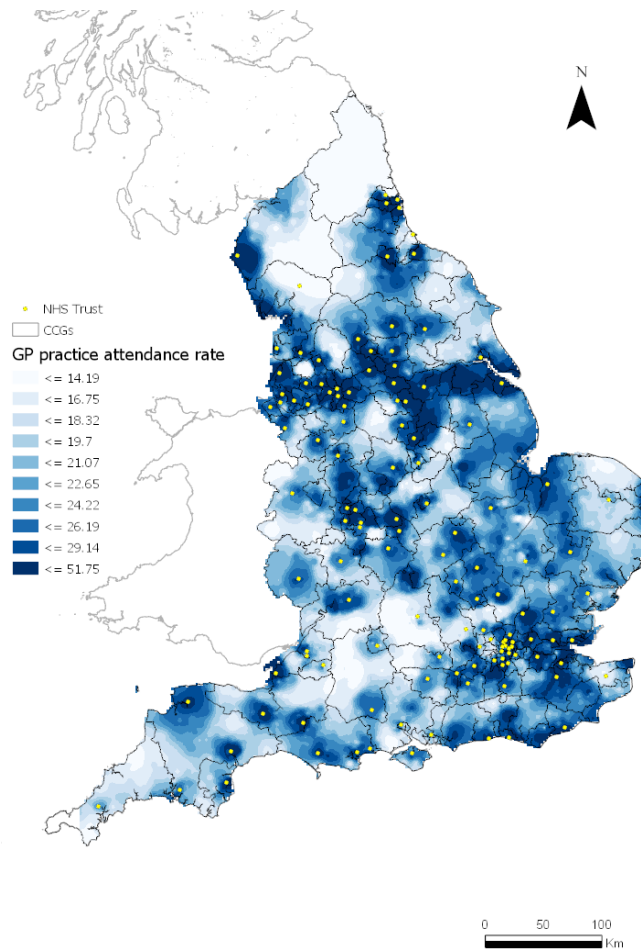 N
NHS Trust
CCGs
GP practice attendance rate
<= 14.19
<= 16.75
<= 18.32
<= 19.7
<= 21.07
<= 22.65
<= 24.22
<= 26.19
<= 29.14
<= 51.75
0 50 100
Km